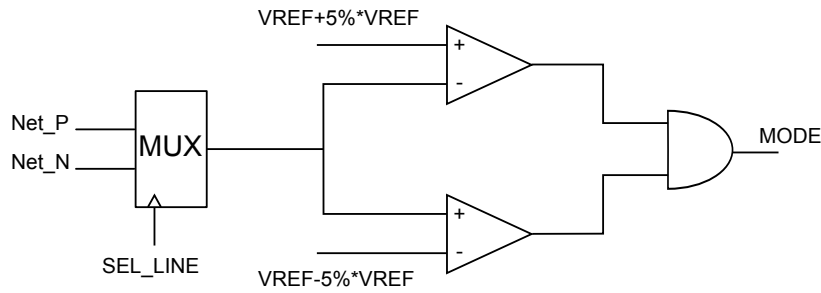 VREF+5%*VREF
+
-
Net_P
MUX
MODE
Net_N
+
-
SEL_LINE
VREF-5%*VREF